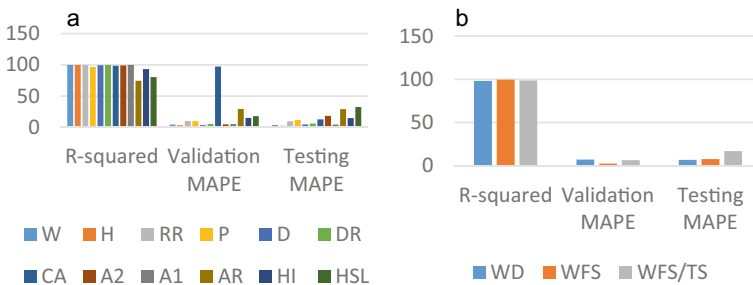 a
150
100
50
0
R-squared Validation MAPE Testing MAPE
W H RR P D DR
CA A2 A1 AR HI HSL
b
150
100
50
0
R-squared Validation MAPE Testing MAPE
WD WFS WFS/TS